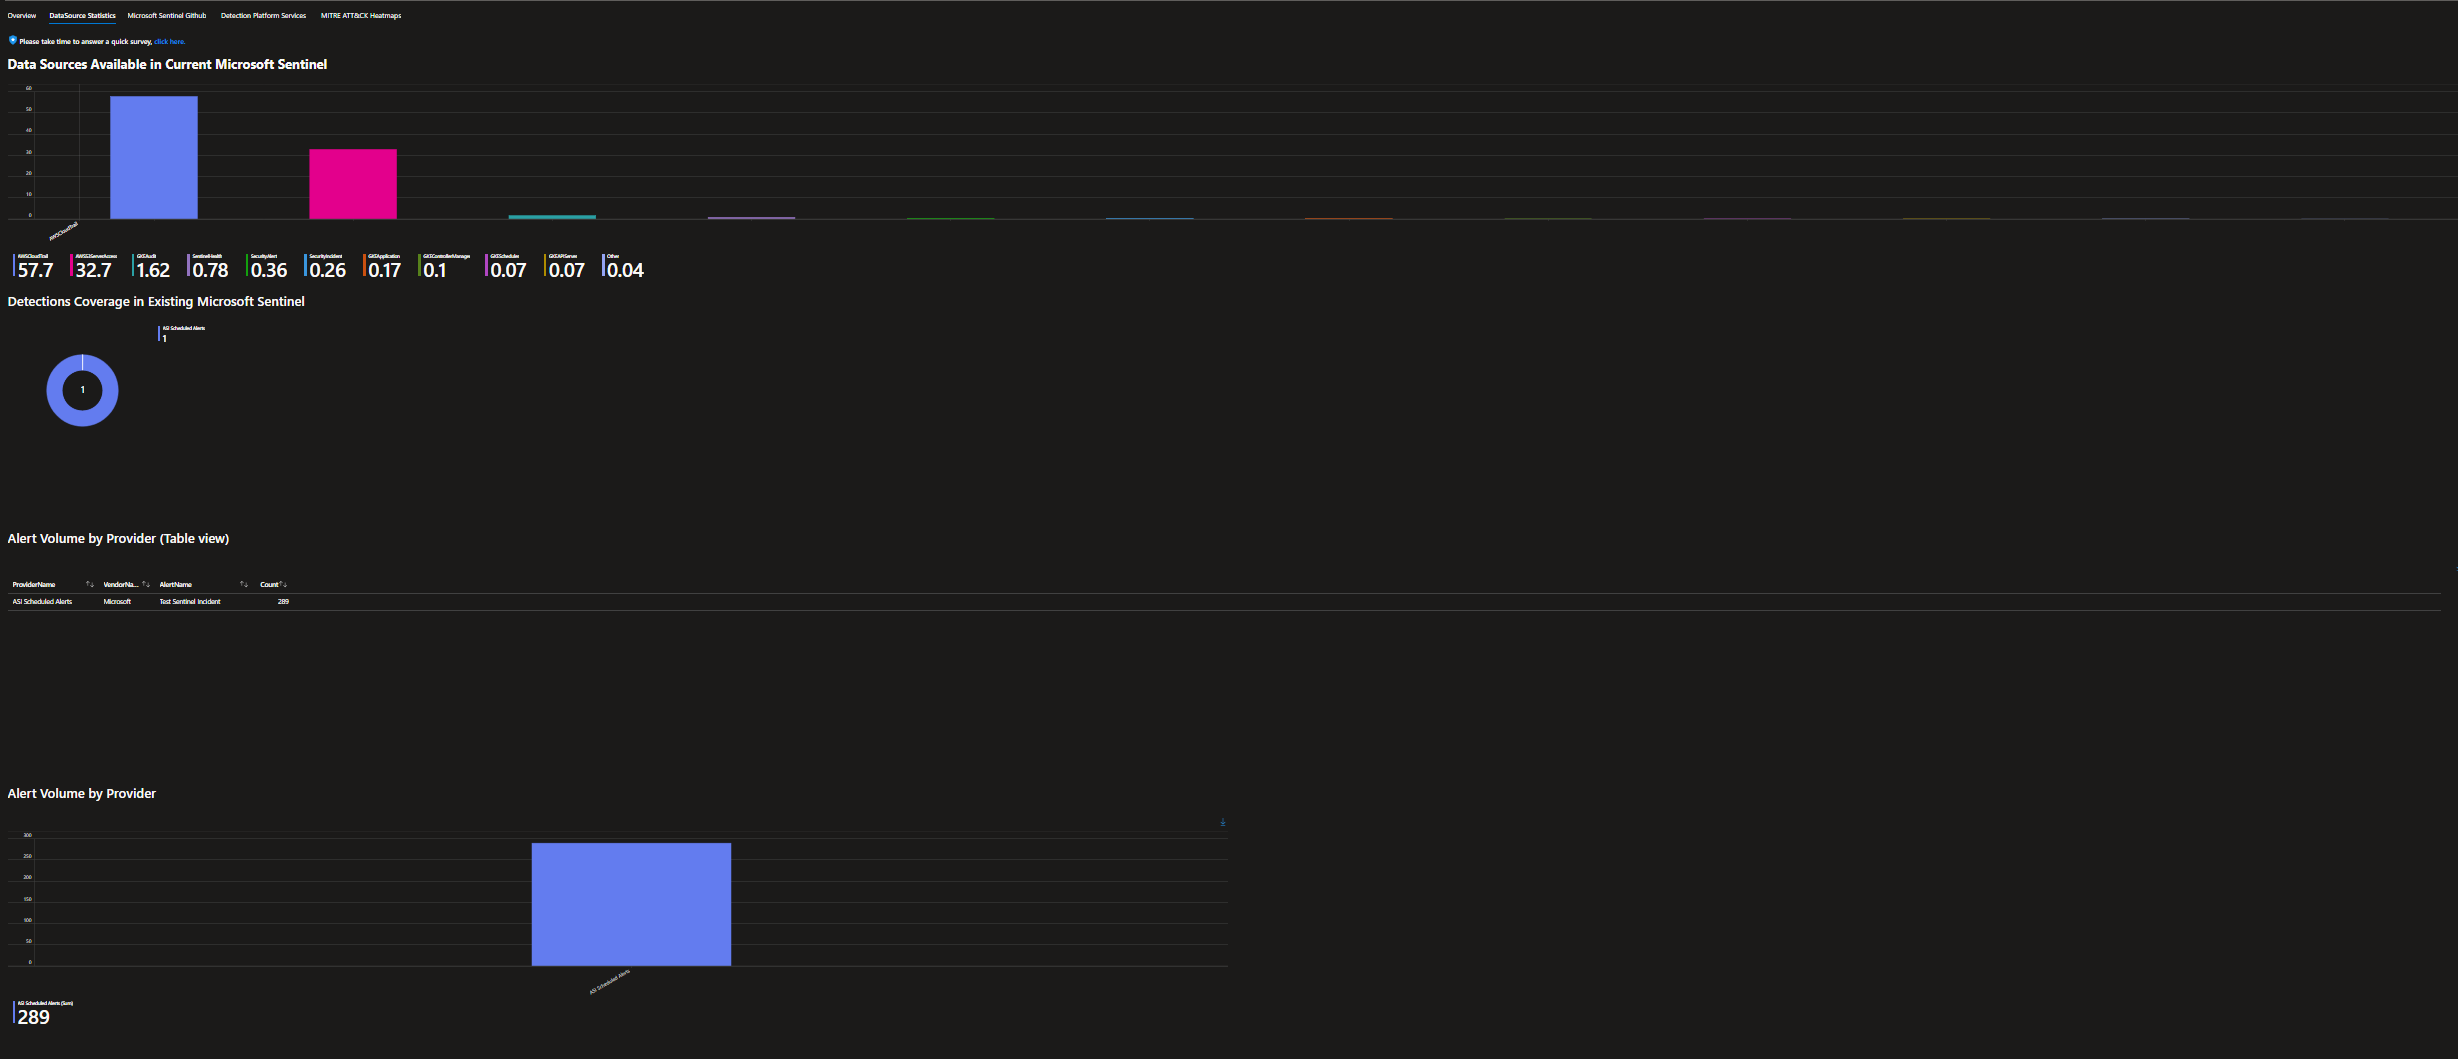 Overview DataSource Statistics Microsoft Sentinel Github Detection Platform Services MITRE ATT&CK Heatmaps
Please take time to answer a quick survey, click here.
Data Sources Available in Current Microsoft Sentinel
60
50
40
30
20
10
0
AWSCloudTrail
AWSCloudTrail AWSS3ServerAccess GKEAudit SentinelHealth SecurityAlert SecurityIncident GKEApplication GKEControllerManager GKEScheduler GKEAPIServer Other
57.7 32.7 1.62 0.78 0.36 0.26 0.17 0.1 0.07 0.07 0.04
Detections Coverage in Existing Microsoft Sentinel
ASI Scheduled Alerts
1
1
Alert Volume by Provider (Table view)
ProviderName VendorNa... AlertName Count
ASI Scheduled Alerts Microsoft Test Sentinel Incident 289
Alert Volume by Provider
300
250
200
150
100
50
0
ASI Scheduled Alerts
ASI Scheduled Alerts (Sum)
289